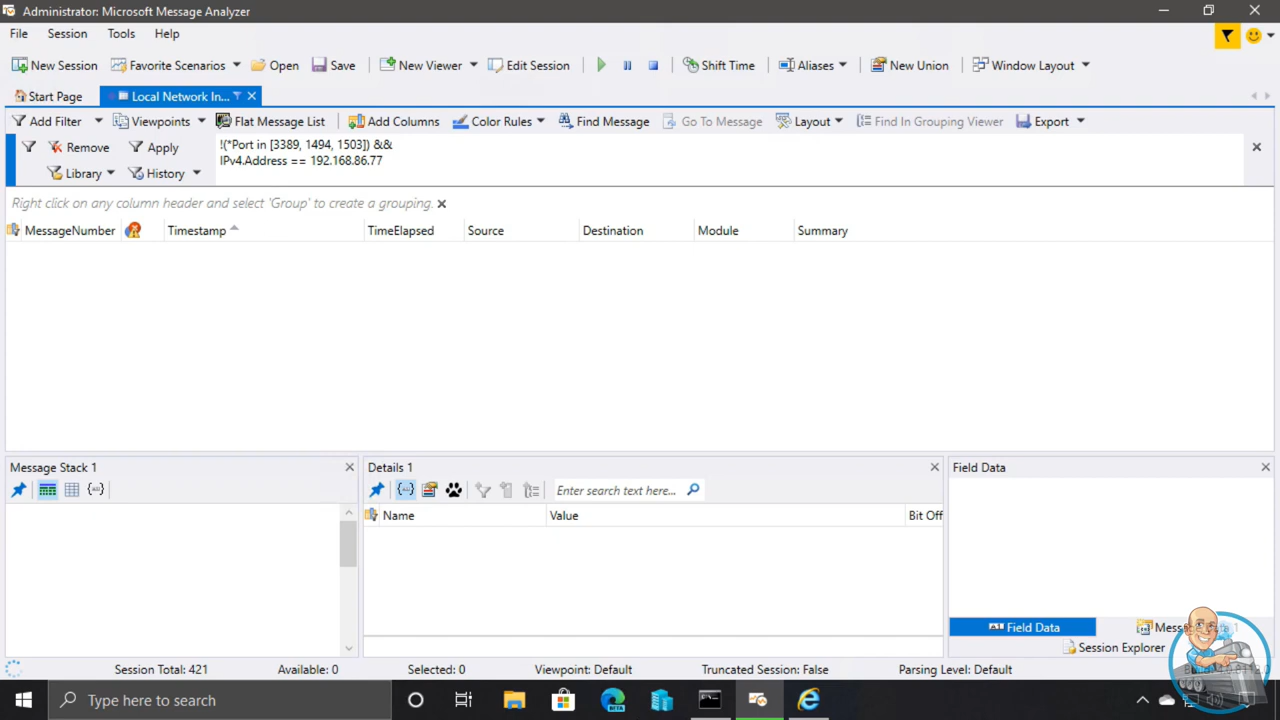 Administrator: Microsoft Message Analyzer
File Session Tools Help
New Session Favorite Scenarios Open Save New Viewer Edit Session Shift Time Aliases New Union Window Layout
Start Page Local Network In...
Add Filter Viewpoints Flat Message List Add Columns Color Rules Find Message Go To Message Layout Find In Grouping Viewer Export
Remove Apply !(*Port in [3389, 1494, 1503]) &&
IPv4.Address == 192.168.86.77
Library History
Right click on any column header and select 'Group' to create a grouping.
MessageNumber Timestamp TimeElapsed Source Destination Module Summary
Message Stack 1 Details 1 Field Data
Enter search text here...
Name Value Bit Off
Field Data
Session Explorer
Session Total: 421 Available: 0 Selected: 0 Viewpoint: Default Truncated Session: False Parsing Level: Default
Type here to search
BETA